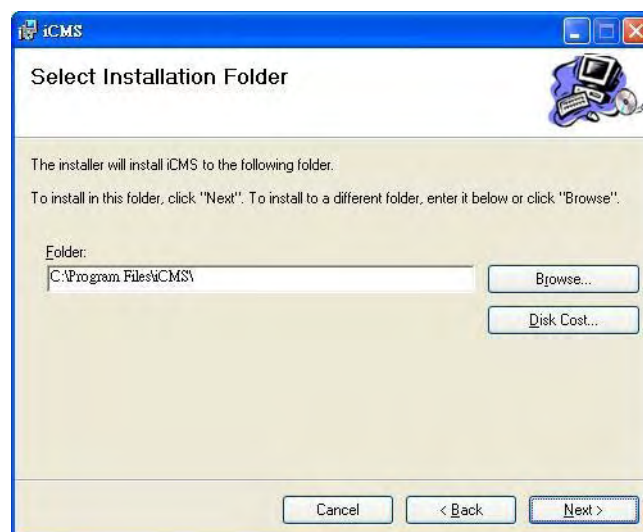 iCMS
Select Installation Folder
The installer will install iCMS to the following folder.
To install in this folder, click "Next". To install to a different folder, enter it below or click "Browse".
Folder:
C:\Program Files\iCMS\
Browse...
Disk Cost...
Cancel
< Back
Next >